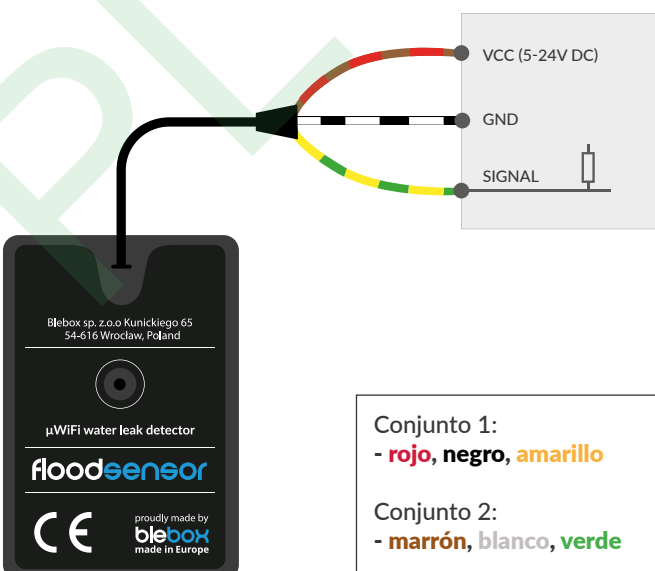 VCC (5-24V DC)
GND
SIGNAL
Blebox sp. z.o.o Kunickiego 65
54-616 Wrocław, Poland
µWiFi water leak detector
floodsensor
CE
proudly made by
blebox
made in Europe
Conjunto 1:
- rojo, negro, amarillo
Conjunto 2:
- marrón, blanco, verde